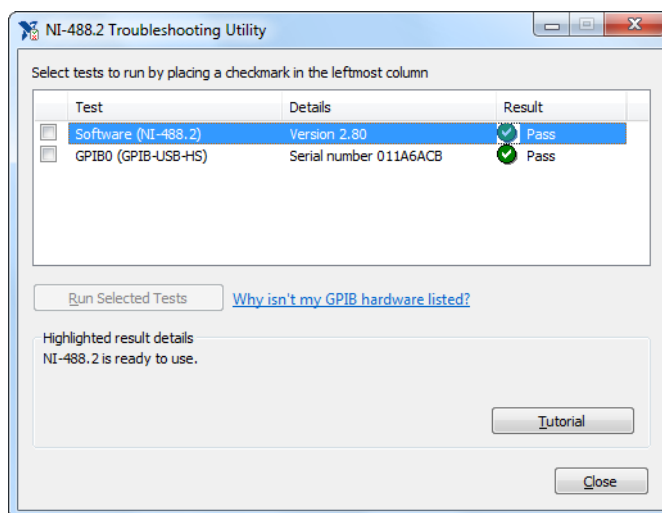 NI-488.2 Troubleshooting Utility
Select tests to run by placing a checkmark in the leftmost column
Test Details Result
Software (NI-488.2) Version 2.80 Pass
GPIB0 (GPIB-USB-HS) Serial number 011A6ACB Pass
Run Selected Tests Why isn't my GPIB hardware listed?
Highlighted result details
NI-488.2 is ready to use.
Tutorial
Close